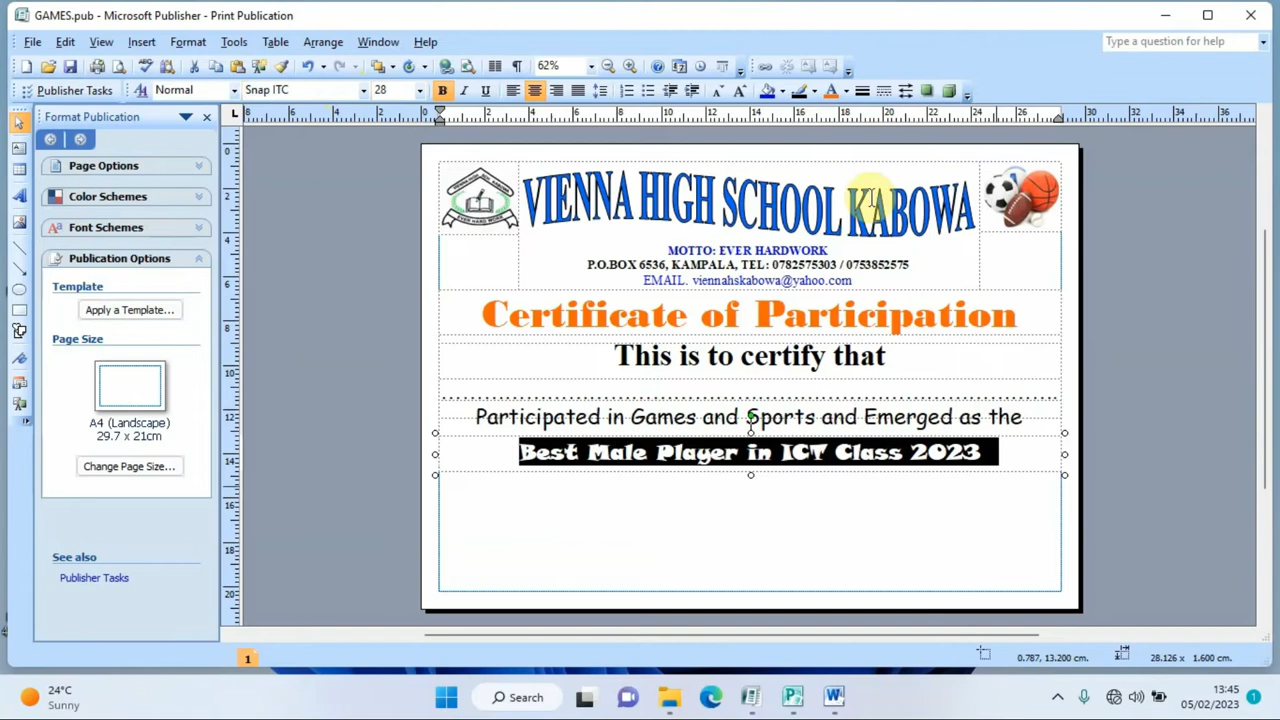 GAMES.pub - Microsoft Publisher - Print Publication
File Edit View Insert Format Tools Table Arrange Window Help
Type a question for help
62%
Publisher Tasks
Normal
Snap ITC
28
Format Publication
Page Options
Color Schemes
Font Schemes
Publication Options
Template
Apply a Template...
Page Size
A4 (Landscape)
29.7 x 21cm
Change Page Size...
See also
Publisher Tasks
VIENNA HIGH SCHOOL KABOWA
MOTTO: EVER HARDWORK
P.O.BOX 6536, KAMPALA, TEL: 0782575303 / 0753852575
EMAIL. viennahskabowa@yahoo.com
Certificate of Participation
This is to certify that
Participated in Games and Sports and Emerged as the
Best Male Player in ICT Class 2023
1
0.787, 13.200 cm.
28.126 x 1.600 cm.
24°C
Sunny
Search
13:45
05/02/2023
1